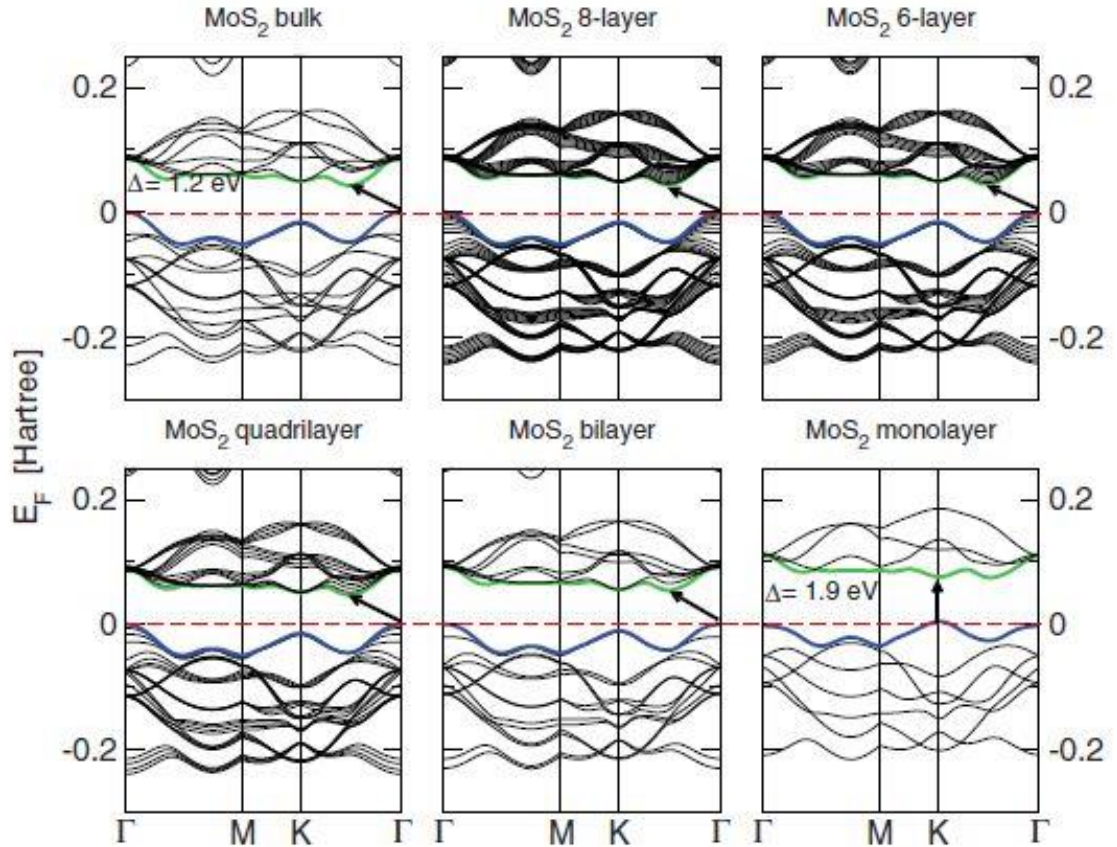 MoS₂ bulk MoS₂ 8-layer MoS₂ 6-layer
0.2 0.2
Δ= 1.2 eV
0 0
-0.2 -0.2
E_F [Hartree]
MoS₂ quadrilayer MoS₂ bilayer MoS₂ monolayer
0.2 0.2
Δ= 1.9 eV
0 0
-0.2 -0.2
Γ M K Γ Γ M K Γ Γ M K Γ